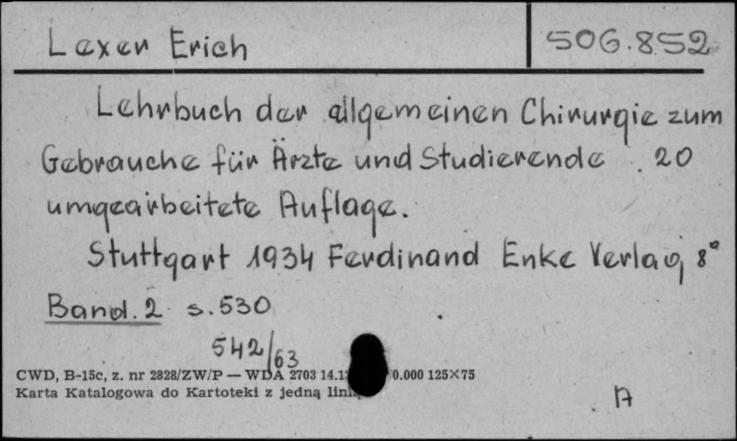 Lexer Erich 506.852
Lehrbuch der allgemeinen Chirurgie zum
Gebrauche für Ärzte und Studierende . 20
umgearbeitete Auflage.
Stuttgart 1934 Ferdinand Enke Verlag 8°
Band. 2 s. 530
542/63
CWD, B-15c, z. nr 2828/ZW/P — WDA 2703 14.1 0.000 125×75
Karta Katalogowa do Kartoteki z jedną
A